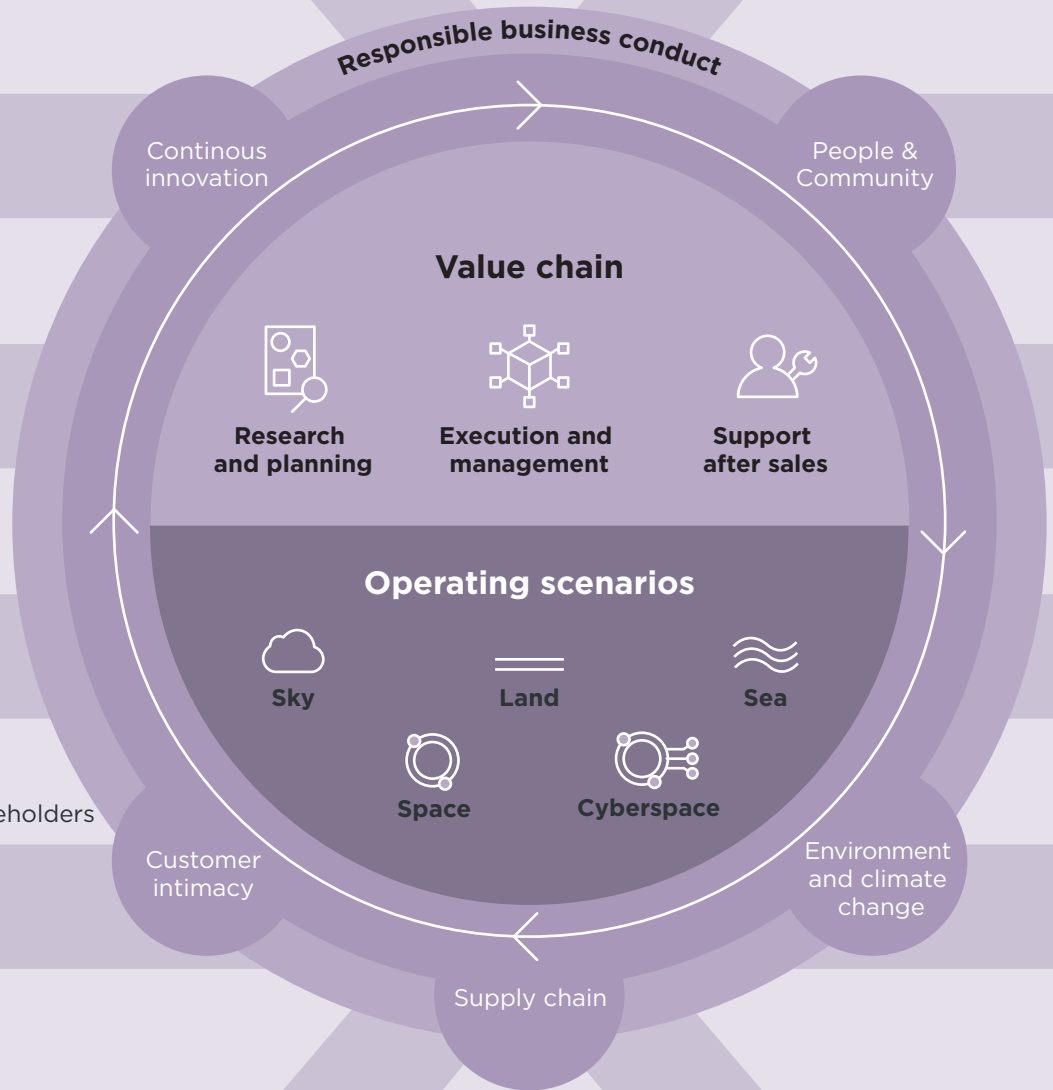 Responsible business conduct
Continous
innovation
People &
Community
Value chain
Research
and planning
Execution and
management
Support
after sales
Operating scenarios
Sky
Land
Sea
Space
Cyberspace
eholders
Customer
intimacy
Environment
and climate
change
Supply chain